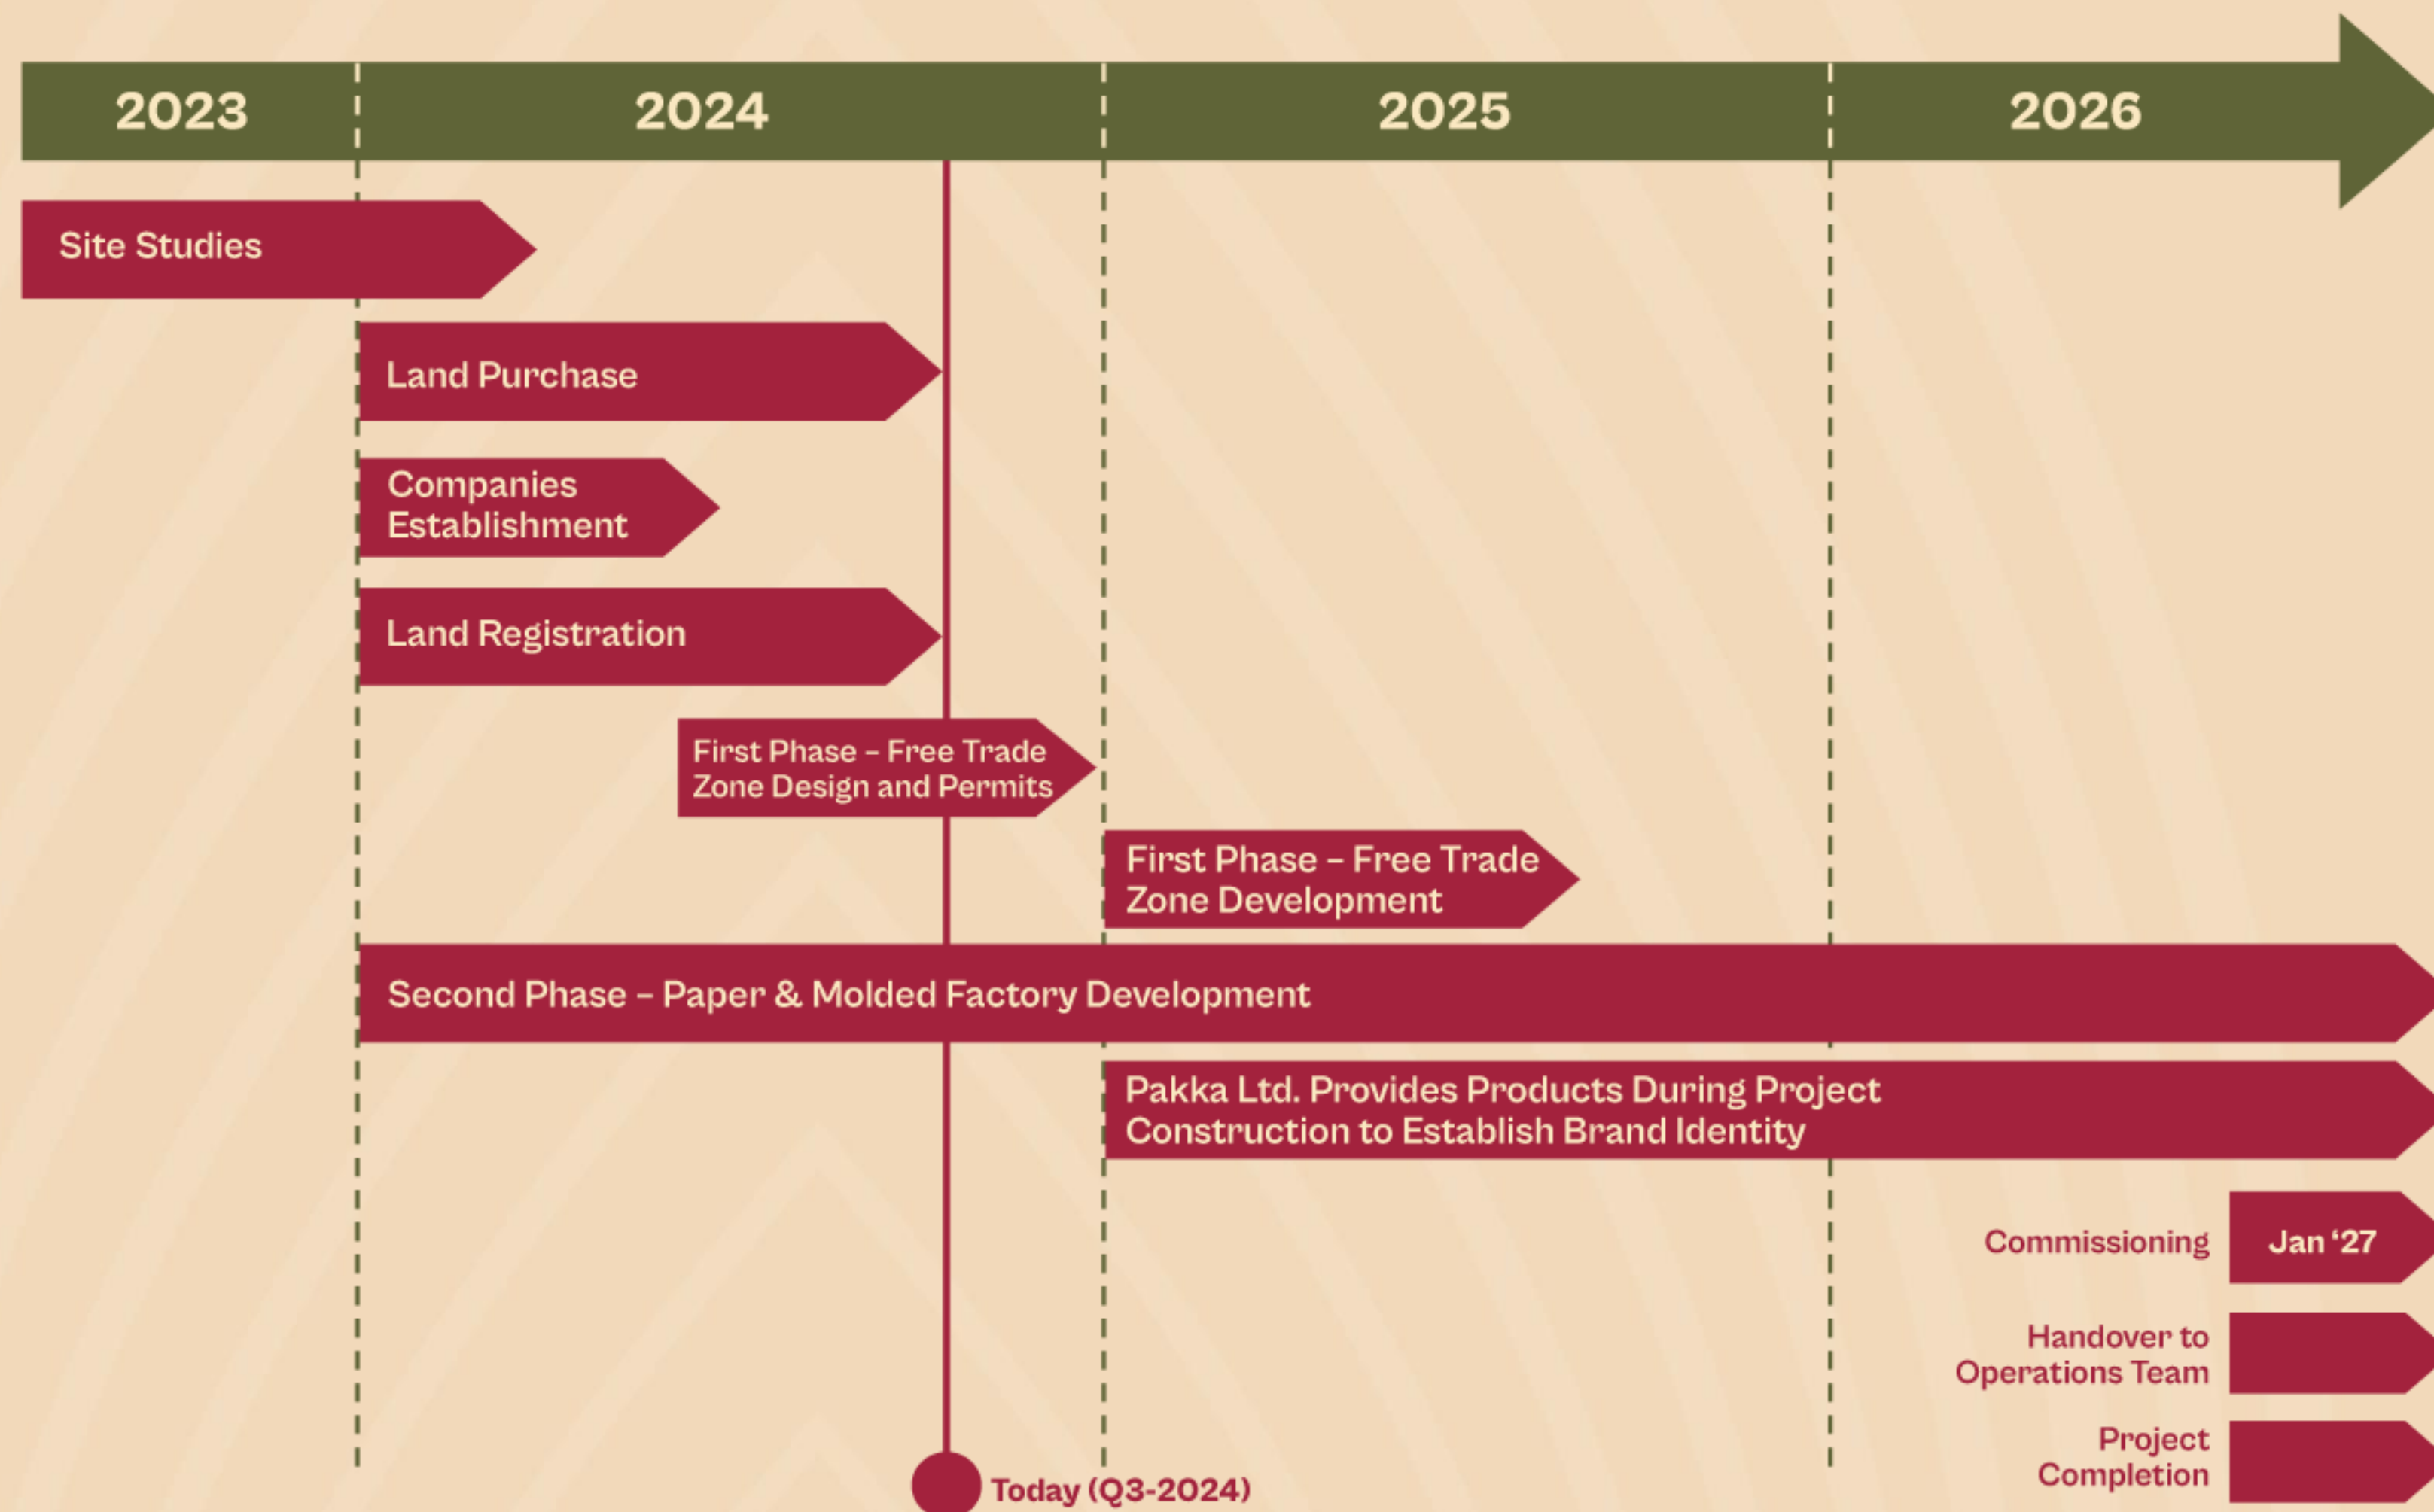 2023
2024
2025
2026
Site Studies
Land Purchase
Companies
Establishment
Land Registration
First Phase – Free Trade
Zone Design and Permits
First Phase – Free Trade
Zone Development
Second Phase – Paper & Molded Factory Development
Pakka Ltd. Provides Products During Project
Construction to Establish Brand Identity
Commissioning
Jan ‘27
Handover to
Operations Team
Project
Completion
Today (Q3-2024)